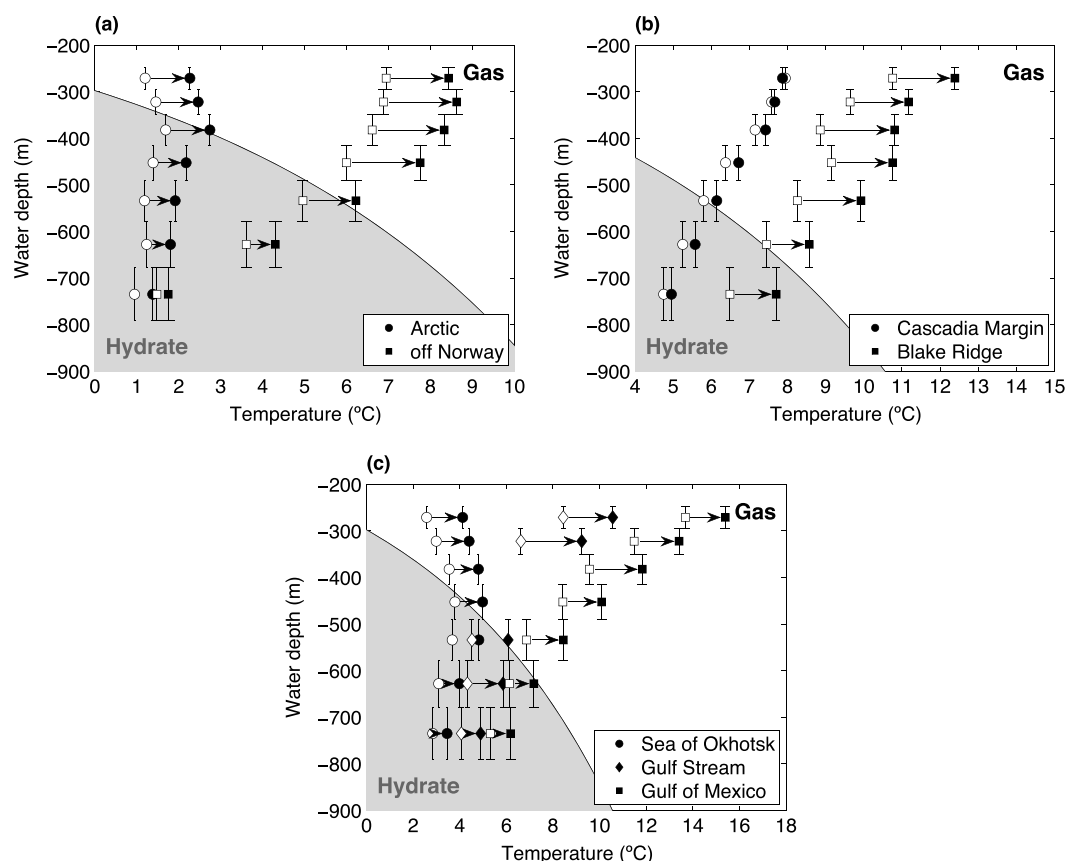 (a)
−200
−300
−400
−500
−600
−700
−800
−900
Water depth (m)
Gas
Hydrate
Arctic
off Norway
0 1 2 3 4 5 6 7 8 9 10
Temperature (ºC)
(b)
−200
−300
−400
−500
−600
−700
−800
−900
Water depth (m)
Gas
Hydrate
Cascadia Margin
Blake Ridge
4 5 6 7 8 9 10 11 12 13 14 15
Temperature (ºC)
(c)
−200
−300
−400
−500
−600
−700
−800
−900
Water depth (m)
Gas
Hydrate
Sea of Okhotsk
Gulf Stream
Gulf of Mexico
0 2 4 6 8 10 12 14 16 18
Temperature (ºC)